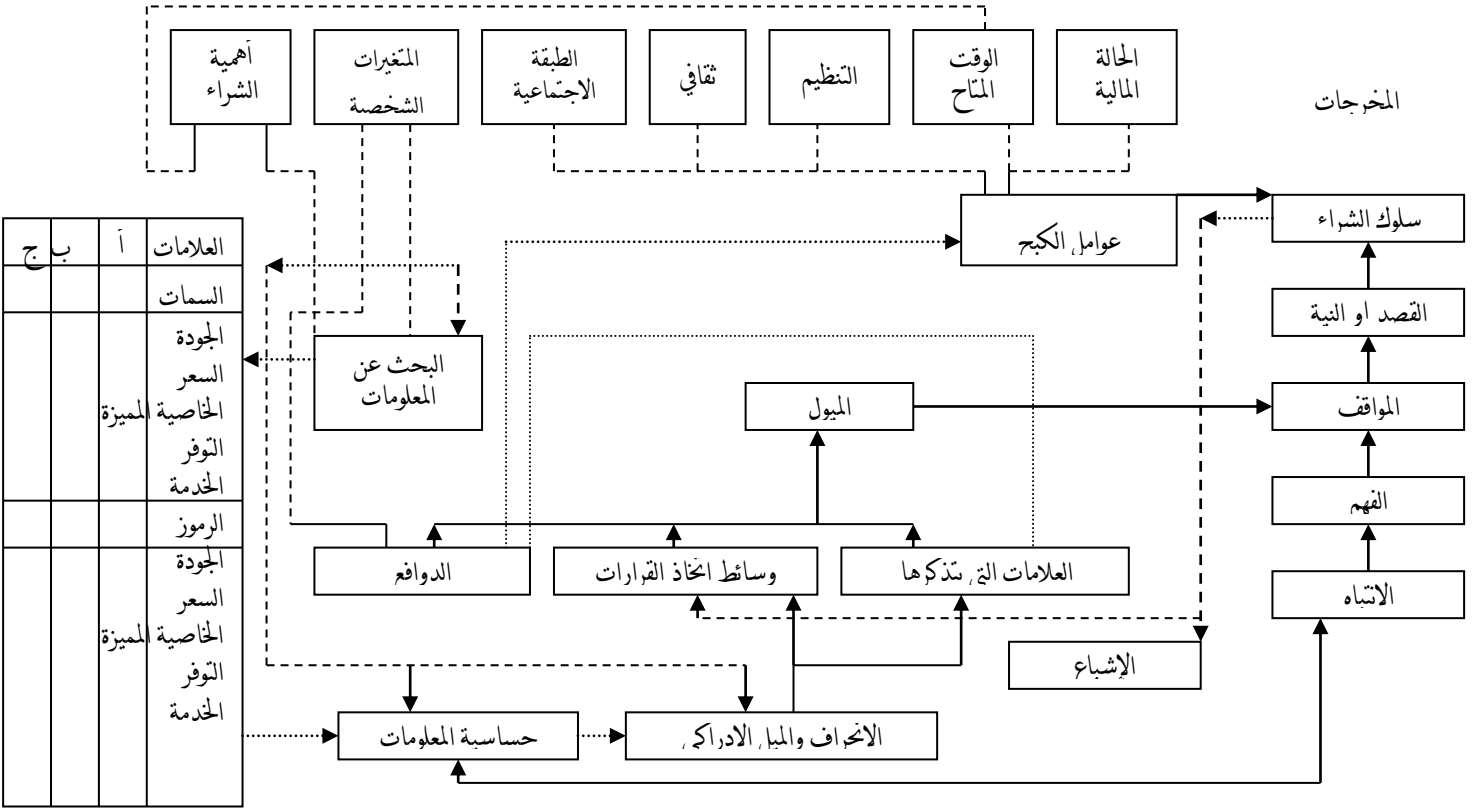 الحالة
المالية
الوقت
المتاح
التنظيم
ثقافي
الطبقة
الاجتماعية
المتغيرات
الشخصية
أهمية
الشراء
المخرجات
سلوك الشراء
عوامل الكبح
القصد او النية
البحث عن
المعلومات
الميول
المواقف
الفهم
العلامات التي يتذكرها
وسائط اتخاذ القرارات
الدوافع
الانتباه
الإشباع
الانحراف والميل الادراكي
حساسية المعلومات
العلامات أ ب ج
السمات
الجودة
السعر
الخاصية المميزة
التوفر
الخدمة
الرموز
الجودة
السعر
الخاصية المميزة
التوفر
الخدمة